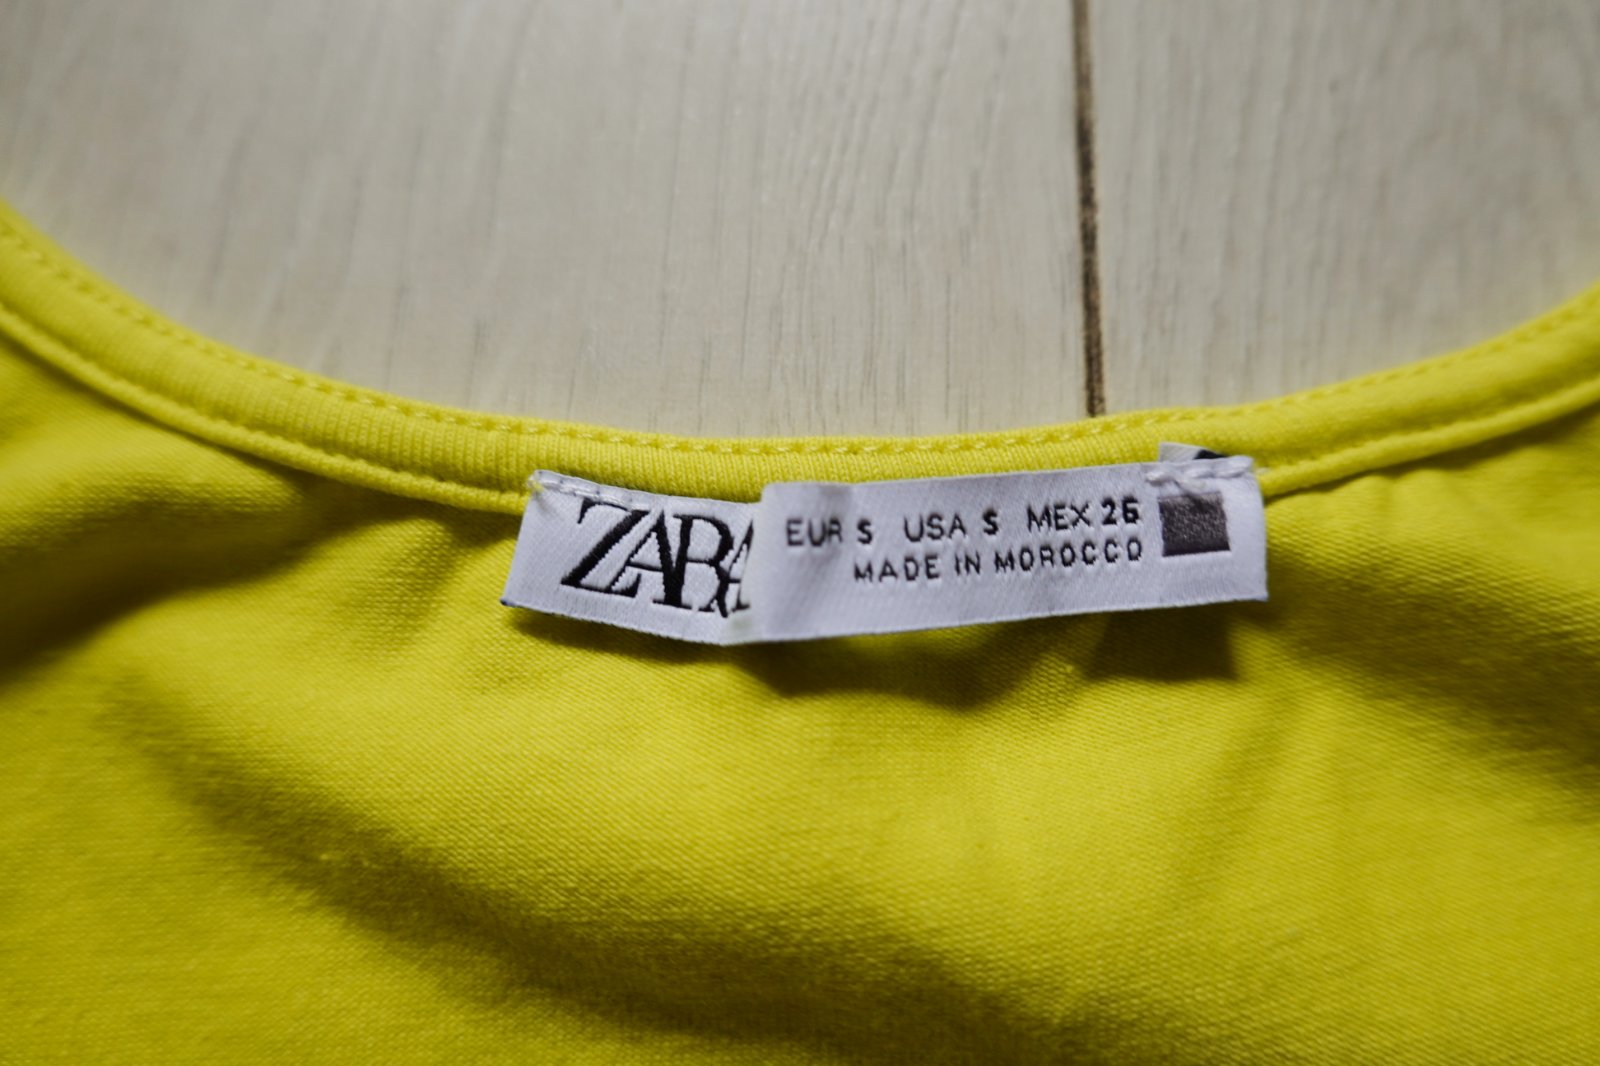 ZARA
EUR S USA S MEX 26
MADE IN MOROCCO